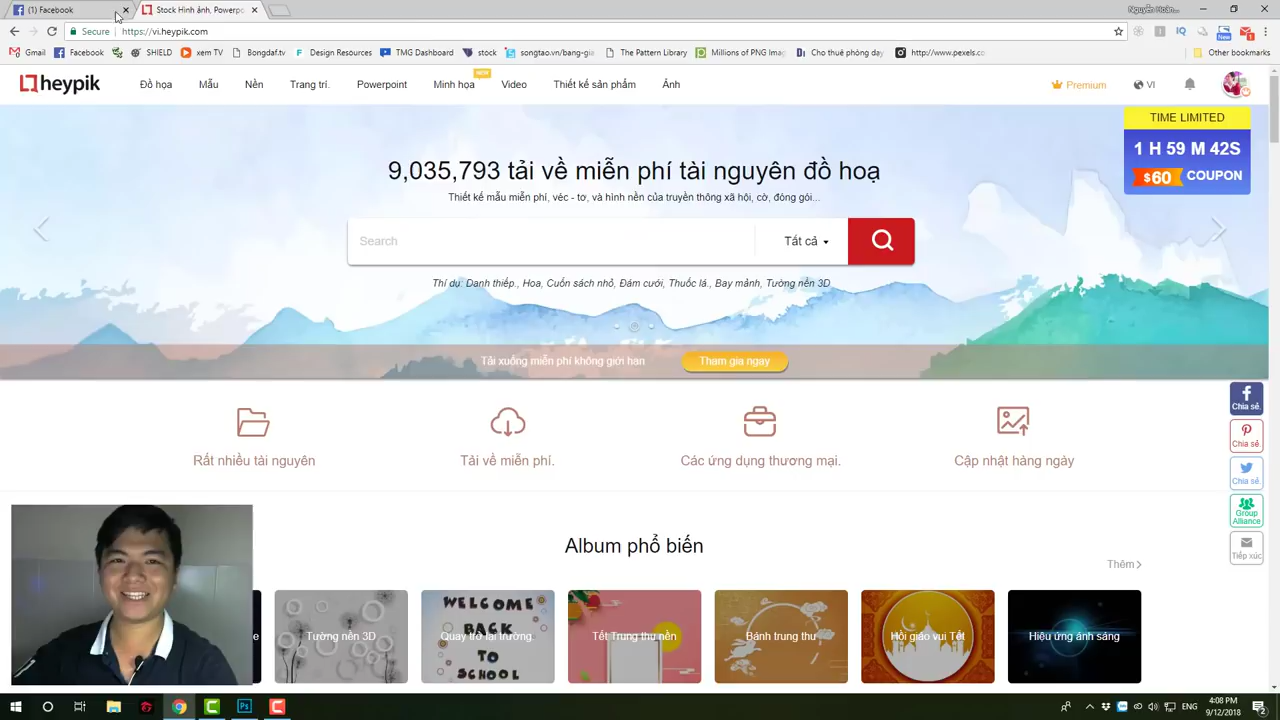 (1) Facebook
Stock Hình ảnh, Powerpo
Nguyễn Hoàn...
Secure
https://vi.heypik.com
New
1
Gmail
Facebook
SHIELD
xem TV
Bongdaf.tv
Design Resources
TMG Dashboard
stock
songtao.vn/bang-gia
The Pattern Library
Millions of PNG Imag
Cho thuê phòng dạy
http://www.pexels.co
Other bookmarks
heypik
Đồ họa
Mẫu
Nền
Trang trí.
Powerpoint
Minh họa
NEW
Video
Thiết kế sản phẩm
Ảnh
Premium
VI
TIME LIMITED
1 H 59 M 42S
$60 COUPON
9,035,793 tải về miễn phí tài nguyên đồ hoạ
Thiết kế mẫu miễn phí, véc - tơ, và hình nền của truyền thông xã hội, cờ, đóng gói...
Search
Tất cả
Thí dụ: Danh thiếp., Hoa, Cuốn sách nhỏ, Đám cưới, Thuốc lá., Bay mảnh, Tường nền 3D
Tải xuống miễn phí không giới hạn
Tham gia ngay
Chia sẻ.
Chia sẻ.
Chia sẻ.
Group
Alliance
Tiếp xúc
Rất nhiều tài nguyên
Tải về miễn phí.
Các ứng dụng thương mại.
Cập nhật hàng ngày
Album phổ biến
Thêm
Tường nền 3D
WELCOME
BACK
TO
SCHOOL
Quay trở lại trường.
Tết Trung thu nền
Bánh trung thu
Hồi giáo vui Tết
Hiệu ứng ánh sáng
ENG
4:08 PM
9/12/2018
2